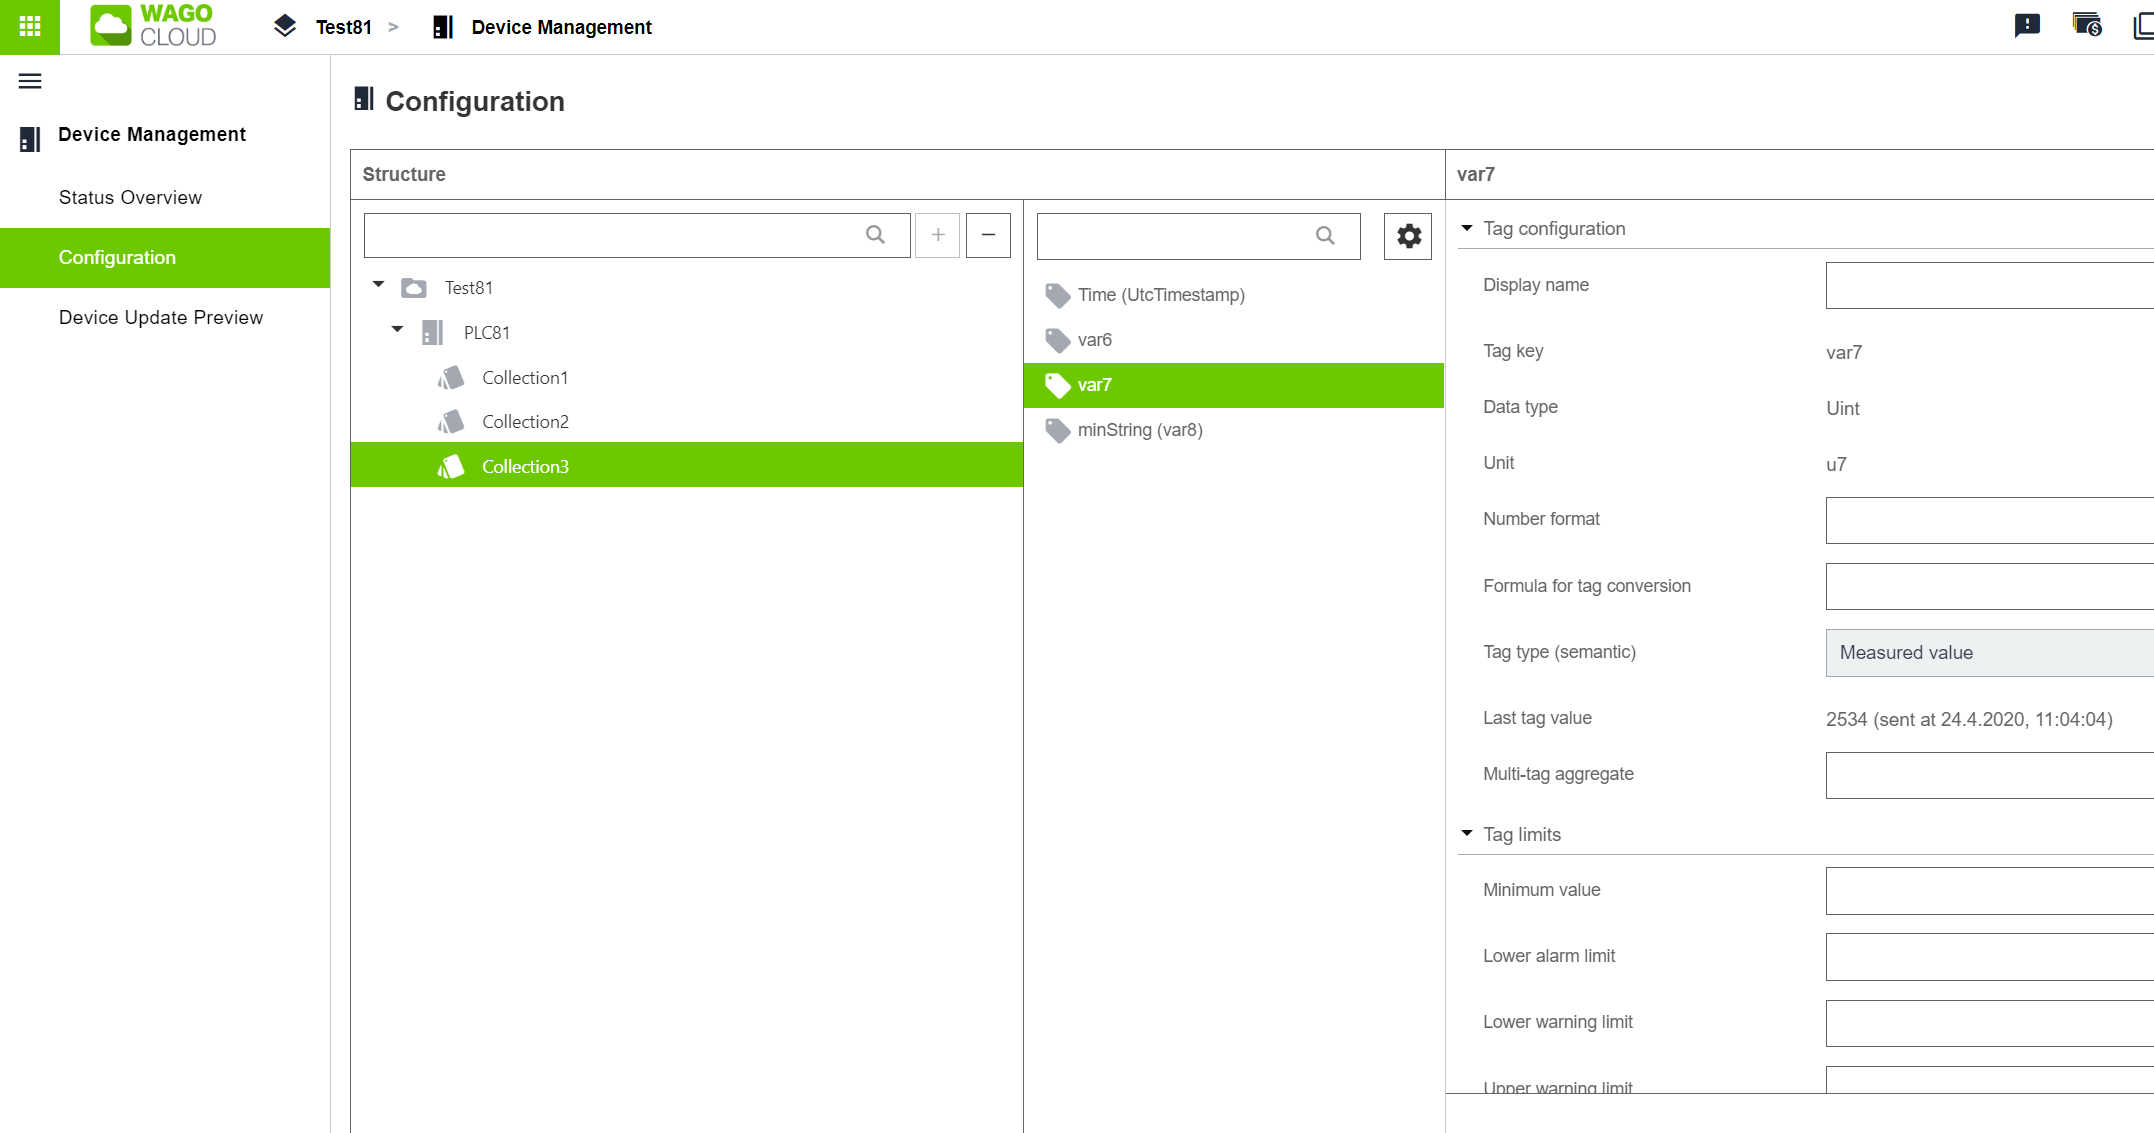 WAGO
CLOUD
Test81 > Device Management
Device Management
Status Overview
Configuration
Device Update Preview
Configuration
Structure
Test81
PLC81
Collection1
Collection2
Collection3
Time (UtcTimestamp)
var6
var7
minString (var8)
var7
Tag configuration
Display name
Tag key var7
Data type Uint
Unit u7
Number format
Formula for tag conversion
Tag type (semantic) Measured value
Last tag value 2534 (sent at 24.4.2020, 11:04:04)
Multi-tag aggregate
Tag limits
Minimum value
Lower alarm limit
Lower warning limit
Upper warning limit